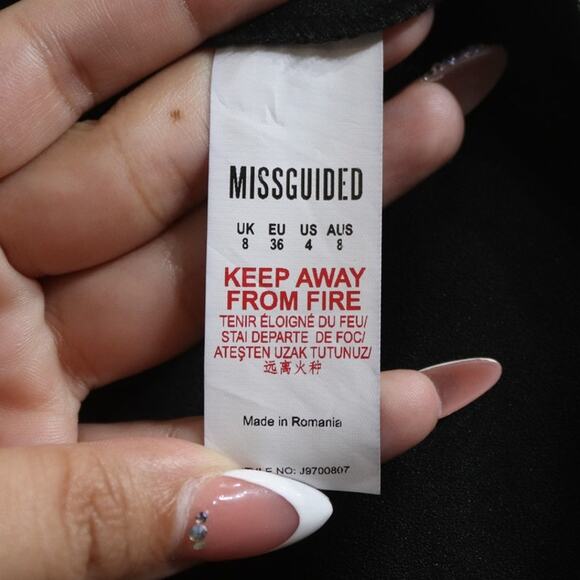 MISSGUIDED
UK EU US AUS
8 36 4 8
KEEP AWAY
FROM FIRE
TENIR ÉLOIGNÉ DU FEU/
STAI DEPARTE DE FOC/
ATEŞTEN UZAK TUTUNUZ/
远离火种
Made in Romania
NO: J9700807